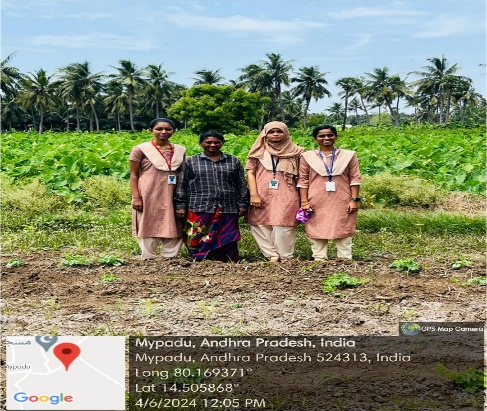 GPS Map Camera
Mypadu, Andhra Pradesh, India
Mypadu, Andhra Pradesh 524313, India
Long 80.169371°
Lat 14.505868°
4/6/2024 12:05 PM
Google